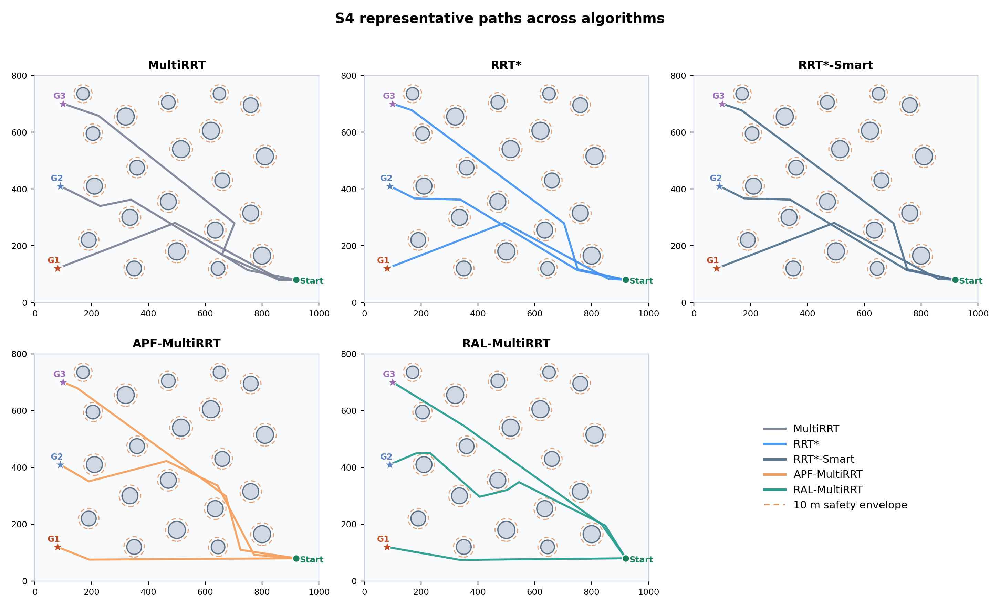 S4 representative paths across algorithms
MultiRRT
800
600
400
200
0
0 200 400 600 800 1000
G3
G2
G1
Start
RRT*
800
600
400
200
0
0 200 400 600 800 1000
G3
G2
G1
Start
RRT*-Smart
800
600
400
200
0
0 200 400 600 800 1000
G3
G2
G1
Start
APF-MultiRRT
800
600
400
200
0
0 200 400 600 800 1000
G3
G2
G1
Start
RAL-MultiRRT
800
600
400
200
0
0 200 400 600 800 1000
G3
G2
G1
Start
MultiRRT
RRT*
RRT*-Smart
APF-MultiRRT
RAL-MultiRRT
10 m safety envelope